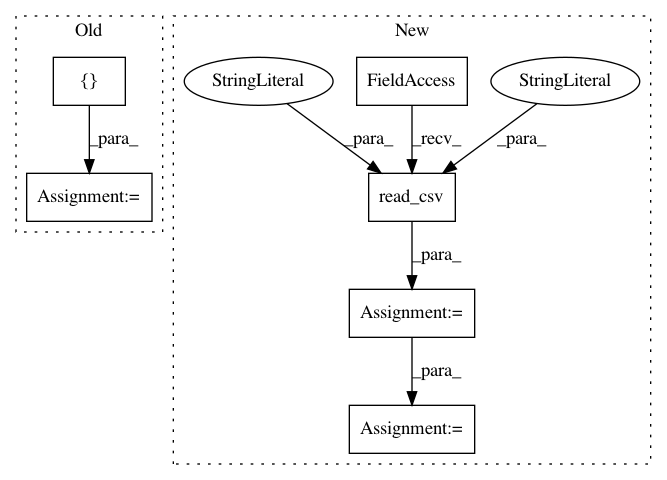 Old
New
{}
StringLiteral
FieldAccess
StringLiteral
_para_
_para_
_recv_
_para_
Assignment:=
read_csv
_para_
Assignment:=
_para_
Assignment:=